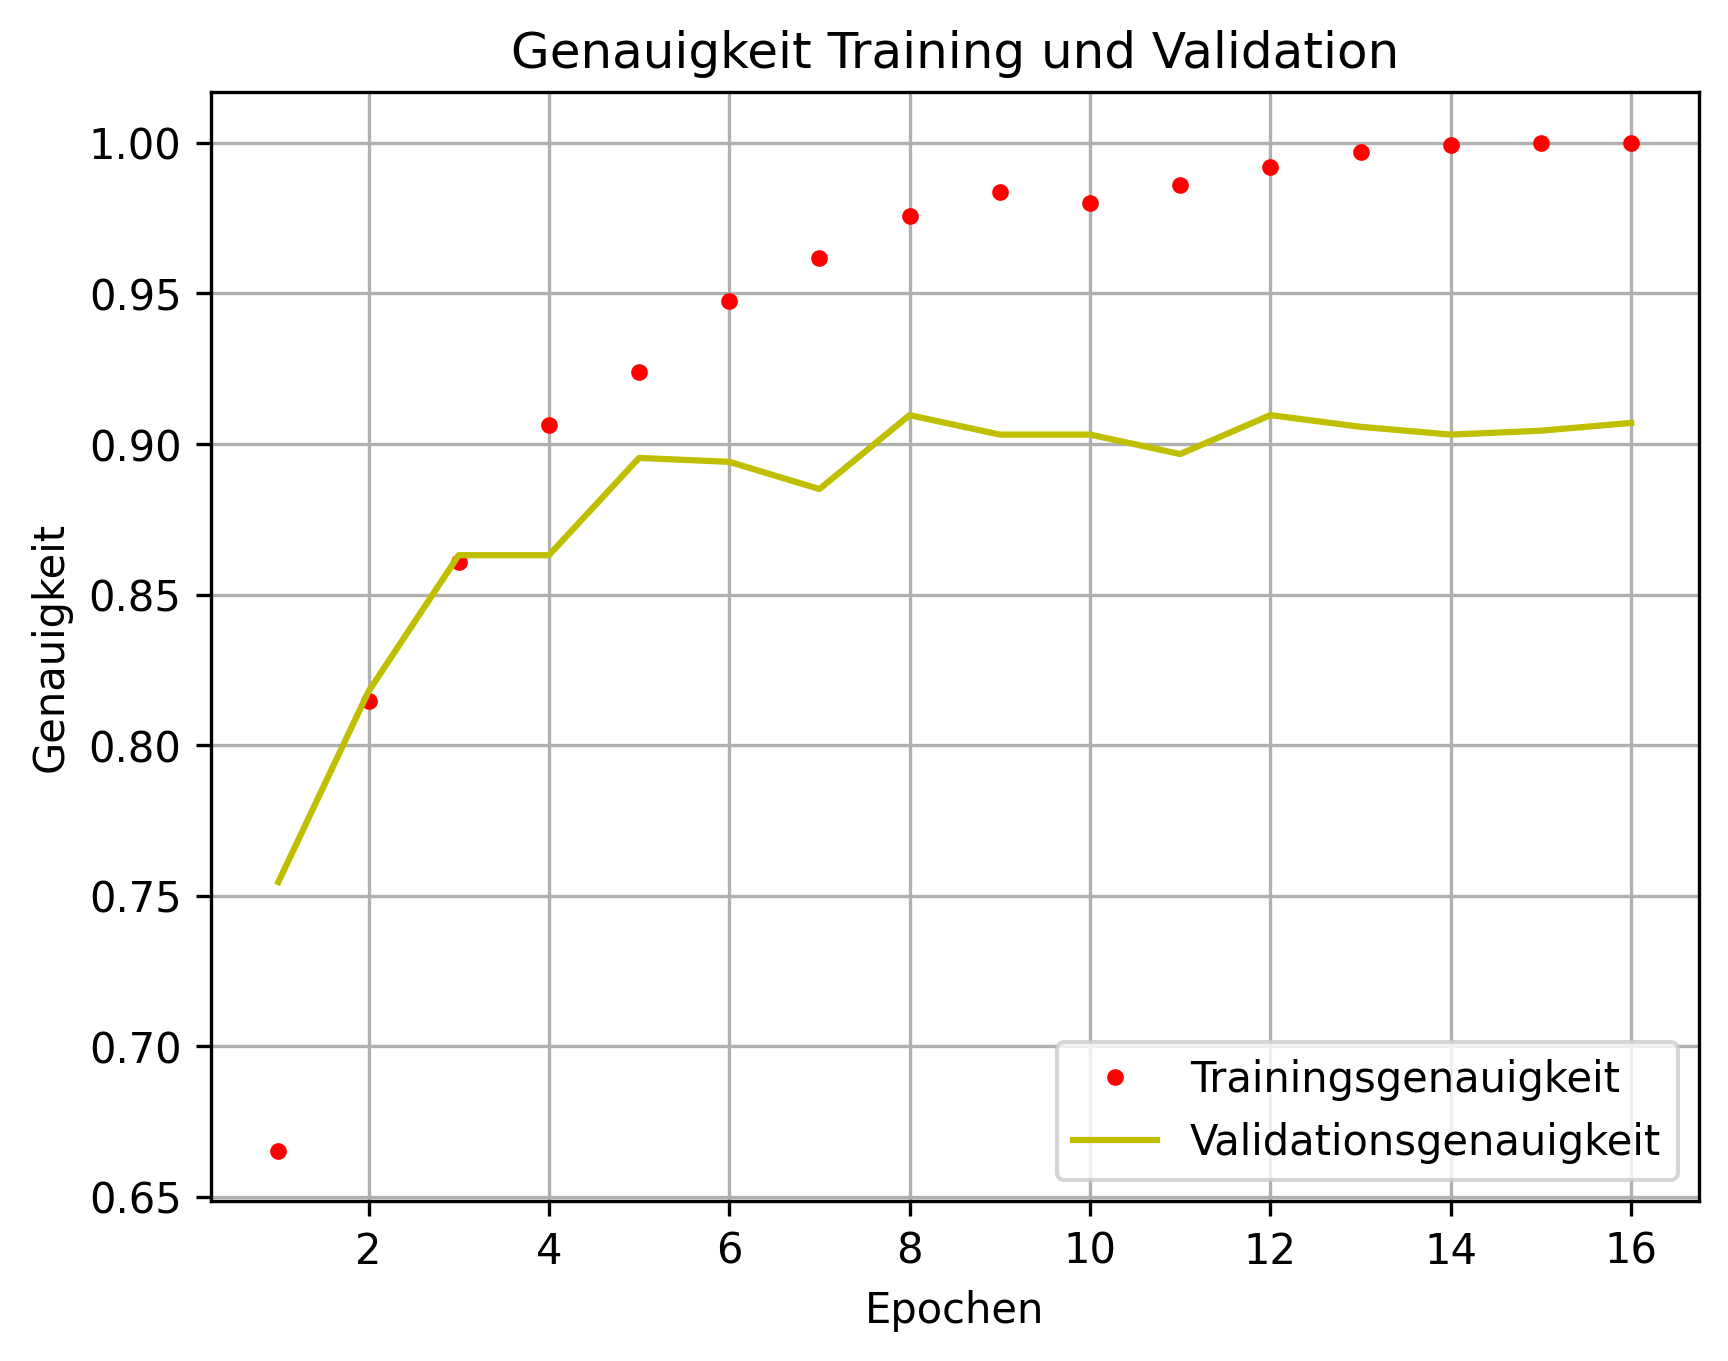 Genauigkeit Training und Validation
1.00
0.95
0.90
0.85
0.80
0.75
0.70
0.65
Genauigkeit
Trainingsgenauigkeit
Validationsgenauigkeit
2 4 6 8 10 12 14 16
Epochen